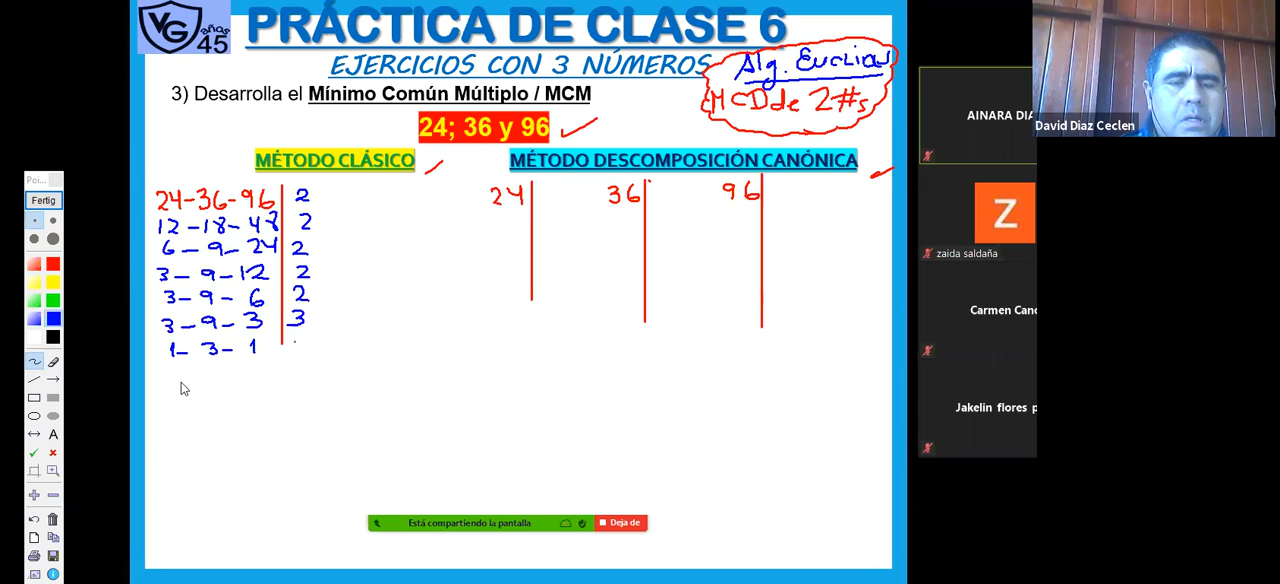 VG
años
45
PRÁCTICA DE CLASE 6
EJERCICIOS CON 3 NÚMEROS
Alg.
MCD de 2 #s
3) Desarrolla el Mínimo Común Múltiplo / MCM
24; 36 y 96
MÉTODO CLÁSICO
MÉTODO DESCOMPOSICIÓN CANÓNICA
24-36-96 2
12-18-48 2
6-9-24 2
3-9-12 2
3-9-6 2
3-9-3 3
1-3-1
24
36
96
Poi...
Fertig
A
Está compartiendo la pantalla
Deja de
AINARA DIA
David Diaz Ceclen
Z
zaida saldaña
Carmen Cano
Jakelin flores p